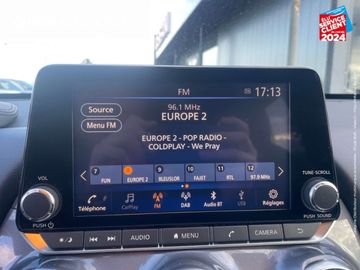 ÉLU
SERVICE
CLIENT
DE L'ANNÉE
2024
FM
17:13
Source
96.1 MHz
EUROPE 2
Menu FM
EUROPE 2 - POP RADIO -
COLDPLAY - We Pray
7 8 9 10 11 12
FUN EUROPE 2 BLEUSLOR FAJET RTL 97.9 MHz
VOL
TUNE·SCROLL
Téléphone CarPlay FM DAB Audio BT USB Réglages
PUSH
PUSH SOUND
AUDIO MENU CAMERA